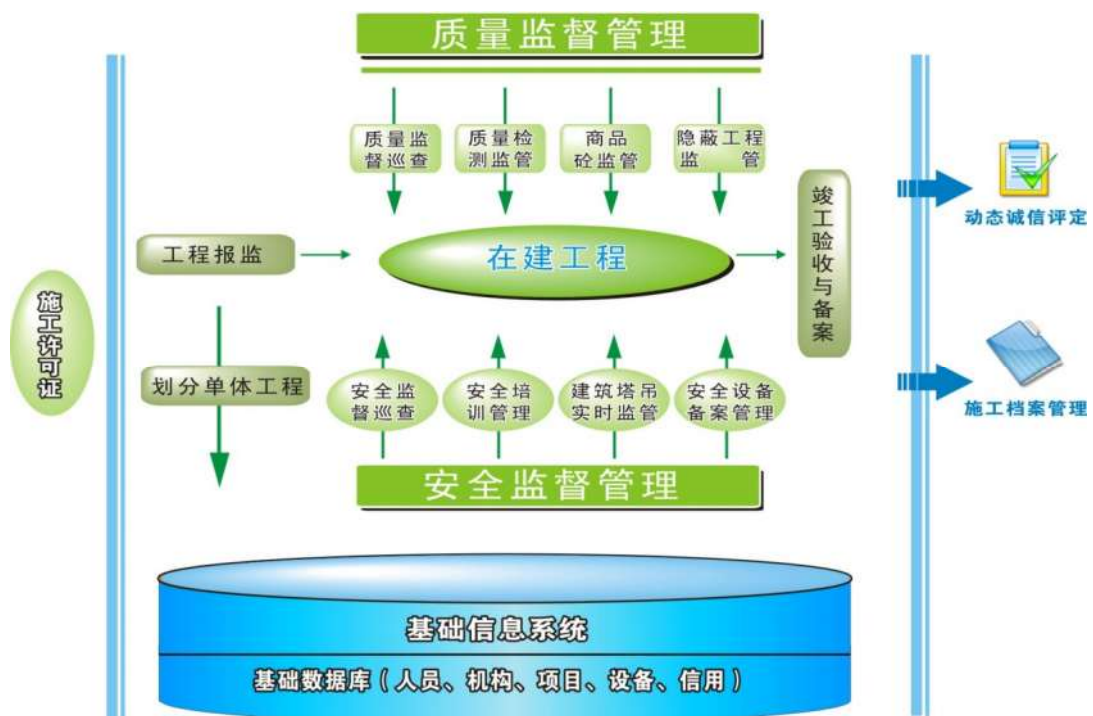 质量监督管理
质量监
督巡查
质量检
测监管
商品
砼监管
隐蔽工程
监管
竣工验收与备案
动态诚信评定
工程报监
在建工程
施工许可证
划分单体工程
安全监
督巡查
安全培
训管理
建筑塔吊
实时监管
安全设备
备案管理
施工档案管理
安全监督管理
基础信息系统
基础数据库（人员、机构、项目、设备、信用）